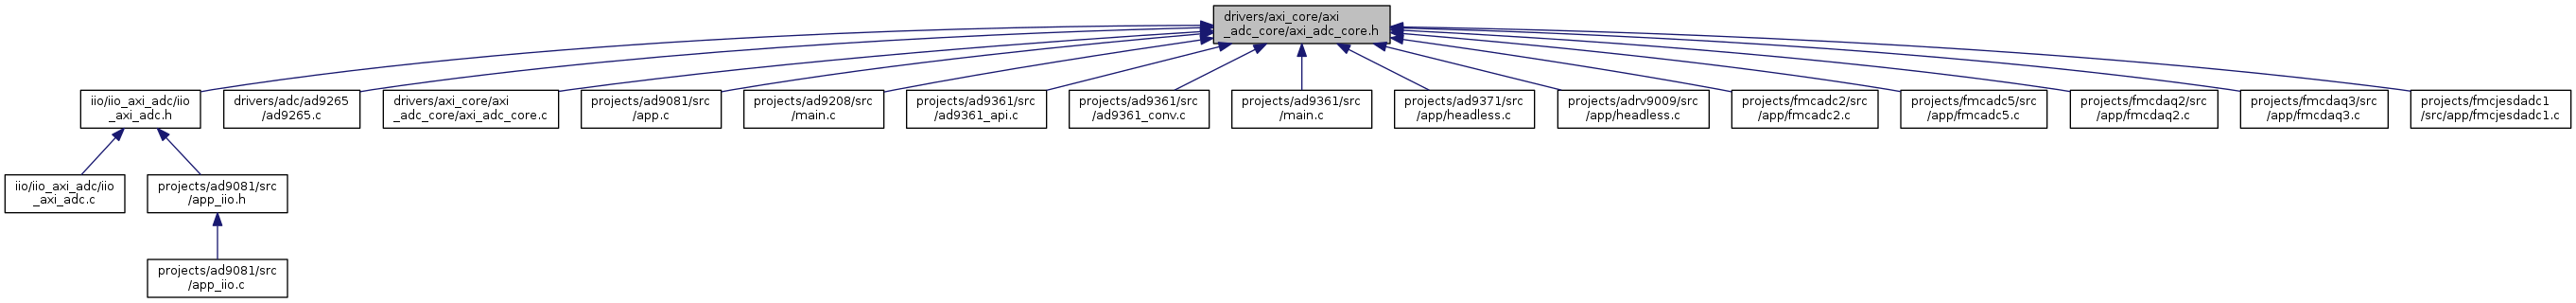 drivers/axi_core/axi
_adc_core/axi_adc_core.h
iio/iio_axi_adc/iio
_axi_adc.h
drivers/adc/ad9265
/ad9265.c
drivers/axi_core/axi
_adc_core/axi_adc_core.c
projects/ad9081/src
/app.c
projects/ad9208/src
/main.c
projects/ad9361/src
/ad9361_api.c
projects/ad9361/src
/ad9361_conv.c
projects/ad9361/src
/main.c
projects/ad9371/src
/app/headless.c
projects/adrv9009/src
/app/headless.c
projects/fmcadc2/src
/app/fmcadc2.c
projects/fmcadc5/src
/app/fmcadc5.c
projects/fmcdaq2/src
/app/fmcdaq2.c
projects/fmcdaq3/src
/app/fmcdaq3.c
projects/fmcjesdadc1
/src/app/fmcjesdadc1.c
iio/iio_axi_adc/iio
_axi_adc.c
projects/ad9081/src
/app_iio.h
projects/ad9081/src
/app_iio.c